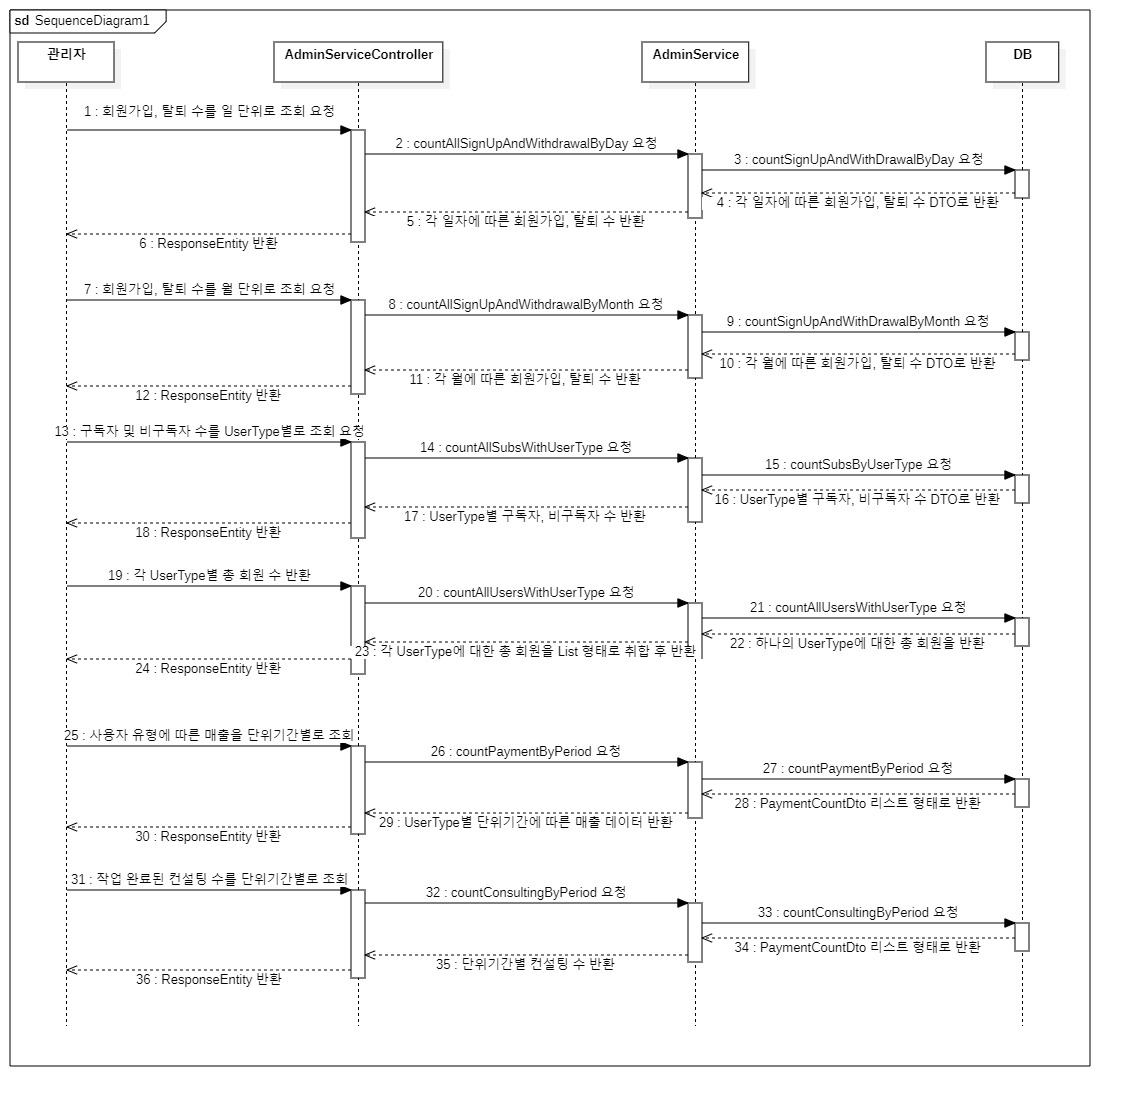 sd SequenceDiagram1
관리자
AdminServiceController
AdminService
DB
1 : 회원가입, 탈퇴 수를 일 단위로 조회 요청
2 : countAllSignUpAndWithdrawalByDay 요청
3 : countSignUpAndWithDrawalByDay 요청
4 : 각 일자에 따른 회원가입, 탈퇴 수 DTO로 반환
5 : 각 일자에 따른 회원가입, 탈퇴 수 반환
6 : ResponseEntity 반환
7 : 회원가입, 탈퇴 수를 월 단위로 조회 요청
8 : countAllSignUpAndWithdrawalByMonth 요청
9 : countSignUpAndWithDrawalByMonth 요청
10 : 각 월에 따른 회원가입, 탈퇴 수 DTO로 반환
11 : 각 월에 따른 회원가입, 탈퇴 수 반환
12 : ResponseEntity 반환
13 : 구독자 및 비구독자 수를 UserType별로 조회 요청
14 : countAllSubsWithUserType 요청
15 : countSubsByUserType 요청
16 : UserType별 구독자, 비구독자 수 DTO로 반환
17 : UserType별 구독자, 비구독자 수 반환
18 : ResponseEntity 반환
19 : 각 UserType별 총 회원 수 반환
20 : countAllUsersWithUserType 요청
21 : countAllUsersWithUserType 요청
22 : 하나의 UserType에 대한 총 회원을 반환
23 : 각 UserType에 대한 총 회원을 List 형태로 취합 후 반환
24 : ResponseEntity 반환
25 : 사용자 유형에 따른 매출을 단위기간별로 조회
26 : countPaymentByPeriod 요청
27 : countPaymentByPeriod 요청
28 : PaymentCountDto 리스트 형태로 반환
29 : UserType별 단위기간에 따른 매출 데이터 반환
30 : ResponseEntity 반환
31 : 작업 완료된 컨설팅 수를 단위기간별로 조회
32 : countConsultingByPeriod 요청
33 : countConsultingByPeriod 요청
34 : PaymentCountDto 리스트 형태로 반환
35 : 단위기간별 컨설팅 수 반환
36 : ResponseEntity 반환